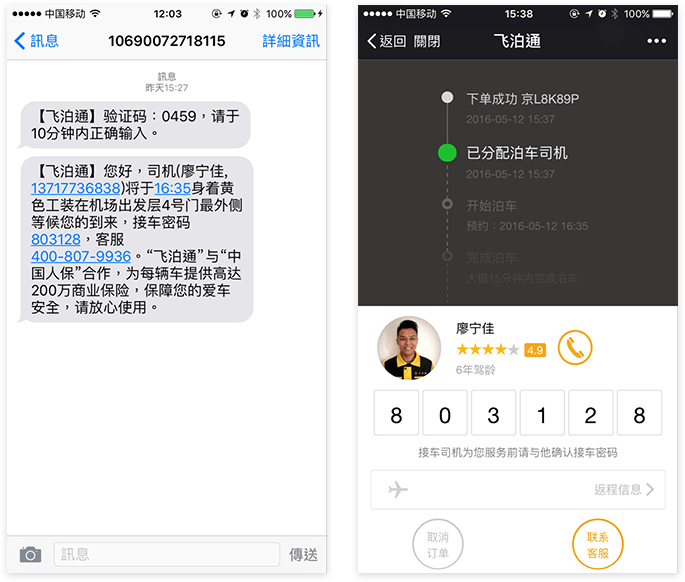 中国移动 12:03 100%
訊息 10690072718115 詳細資訊
訊息
昨天15:27
【飞泊通】验证码：0459，请于
10分钟内正确输入。
【飞泊通】您好，司机(廖宁佳,
13717736838)将于16:35身着黄
色工装在机场出发层4号门最外侧
等候您的到来，接车密码
803128，客服
400-807-9936。“飞泊通”与“中
国人保”合作，为每辆车提供高达
200万商业保险，保障您的爱车
安全，请放心使用。
訊息 傳送
中国移动 15:38 100%
返回 關閉 飞泊通
下单成功 京L8K89P
2016-05-12 15:37
已分配泊车司机
2016-05-12 15:37
开始泊车
预约：2016-05-12 16:35
完成泊车
大概15分钟内完成泊车
廖宁佳
4.9
6年驾龄
8 0 3 1 2 8
接车司机为您服务前请与他确认接车密码
返程信息
取消
订单
联系
客服